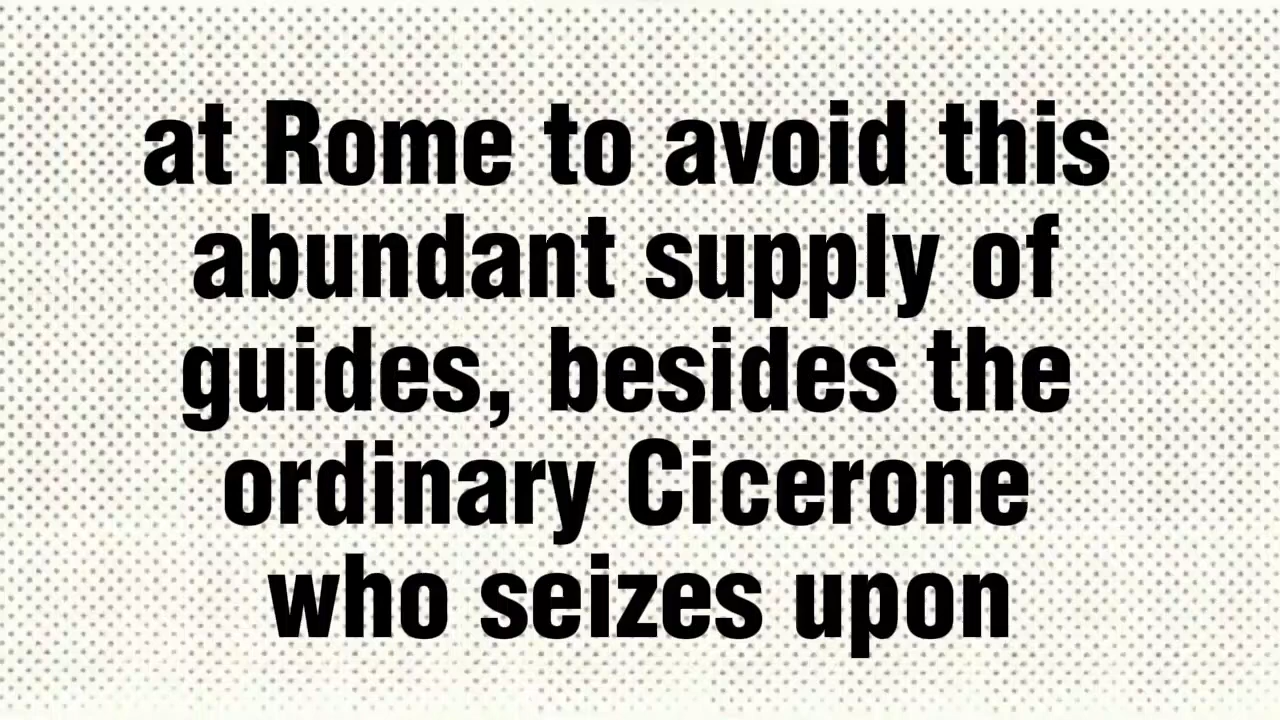 at Rome to avoid this
abundant supply of
guides, besides the
ordinary Cicerone
who seizes upon